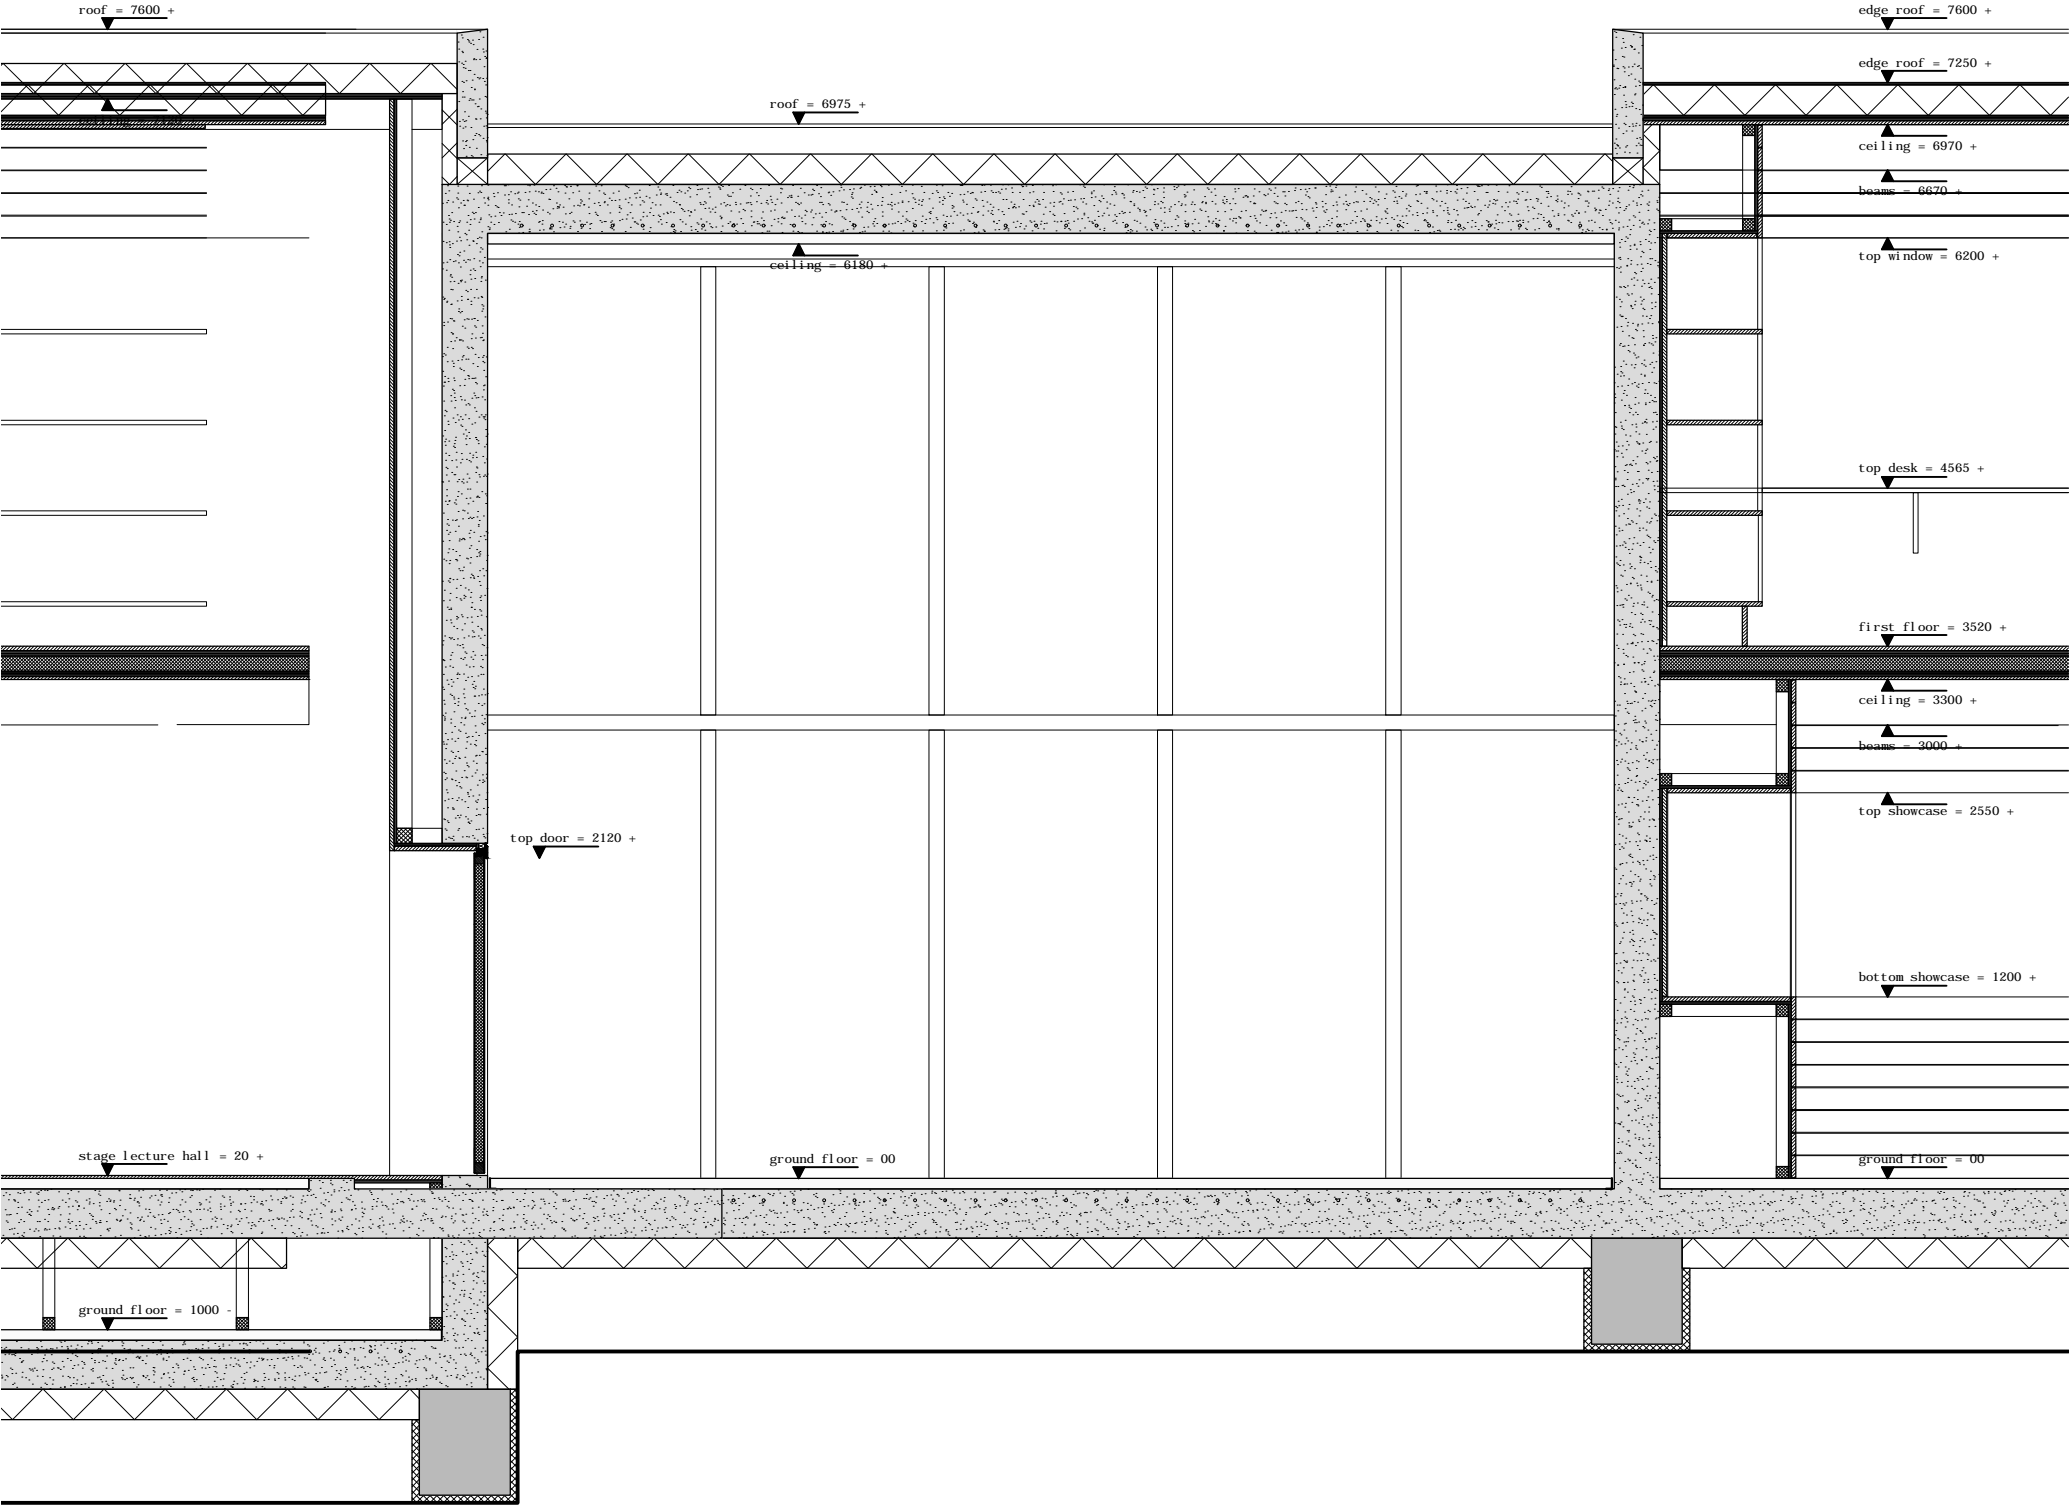 roof = 7600 +
edge roof = 7600 +
edge roof = 7250 +
roof = 6975 +
ceiling = 6970 +
beams = 6670 +
top window = 6200 +
ceiling = 6180 +
top desk = 4565 +
first floor = 3520 +
ceiling = 3300 +
beams = 3000 +
top showcase = 2550 +
top door = 2120 +
bottom showcase = 1200 +
stage lecture hall = 20 +
ground floor = 00
ground floor = 00
ground floor = 1000 -